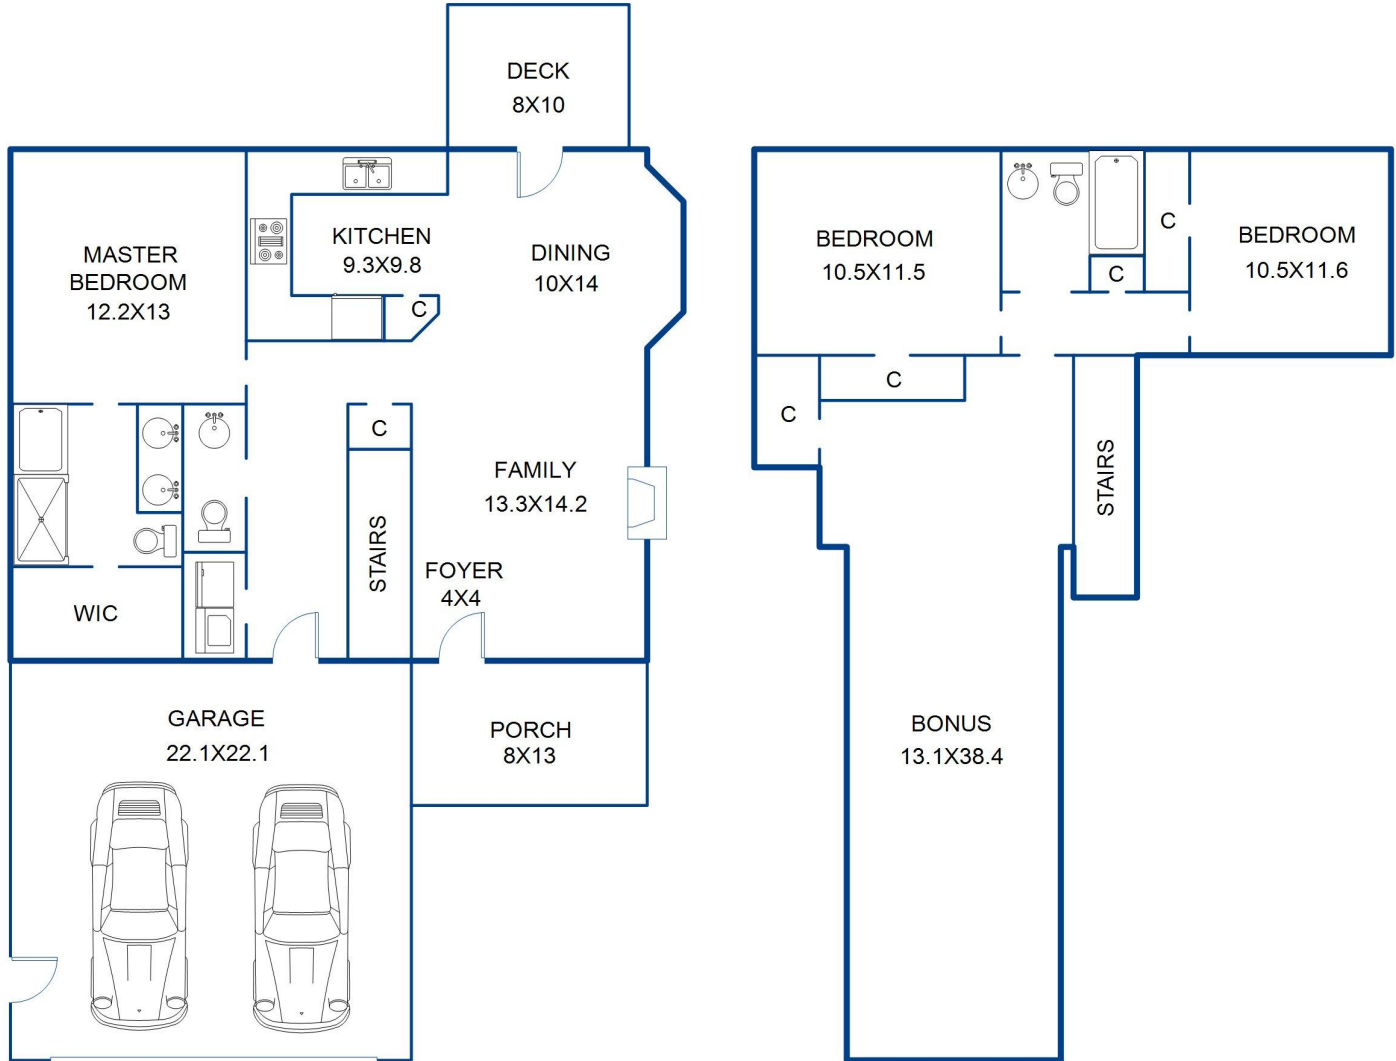 DECK
8X10
MASTER
BEDROOM
12.2X13
KITCHEN
9.3X9.8
DINING
10X14
C
C
FAMILY
13.3X14.2
STAIRS
FOYER
4X4
WIC
GARAGE
22.1X22.1
PORCH
8X13
BEDROOM
10.5X11.5
C
C
BEDROOM
10.5X11.6
C
C
STAIRS
BONUS
13.1X38.4